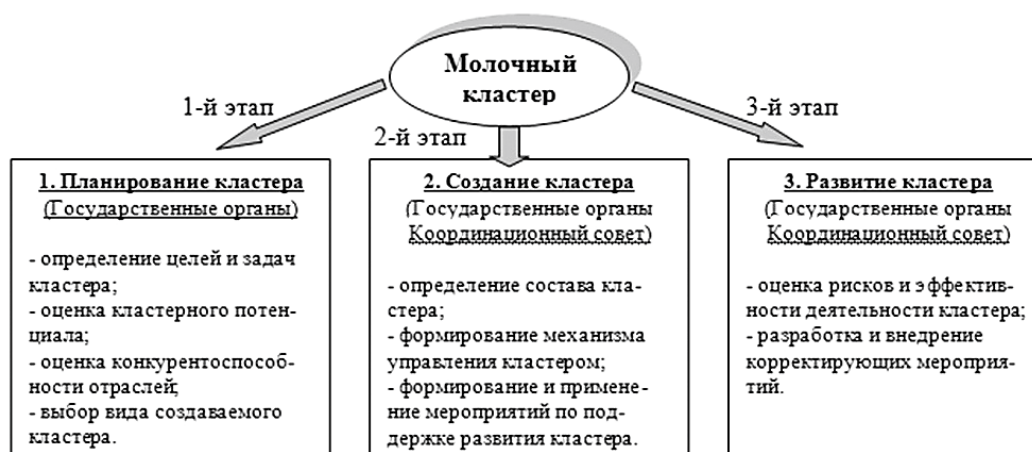 Молочный
кластер
1-й этап
2-й этап
3-й этап
1. Планирование кластера
(Государственные органы)
- определение целей и задач
кластера;
- оценка кластерного потен-
циала;
- оценка конкурентоспособ-
ности отраслей;
- выбор вида создаваемого
кластера.
2. Создание кластера
(Государственные органы
Координационный совет)
- определение состава кла-
стера;
- формирование механизма
управления кластером;
- формирование и примене-
ние мероприятий по под-
держке развития кластера.
3. Развитие кластера
(Государственные органы
Координационный совет)
- оценка рисков и эффектив-
ности деятельности кластера;
- разработка и внедрение
корректирующих мероприя-
тий.